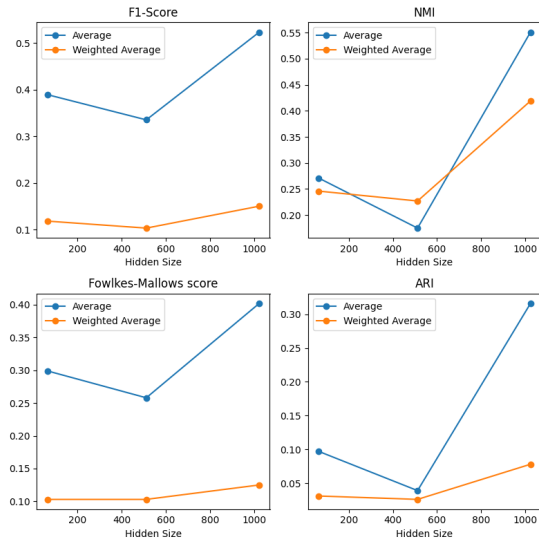 F1-Score
Average
Weighted Average
0.5
0.4
0.3
0.2
0.1
0 200 400 600 800 1000
Hidden Size
NMI
Average
Weighted Average
0.55
0.50
0.45
0.40
0.35
0.30
0.25
0.20
200 400 600 800 1000
Hidden Size
Fowlkes-Mallows score
Average
Weighted Average
0.40
0.35
0.30
0.25
0.20
0.15
0.10
0 200 400 600 800 1000
Hidden Size
ARI
Average
Weighted Average
0.30
0.25
0.20
0.15
0.10
0.05
200 400 600 800 1000
Hidden Size